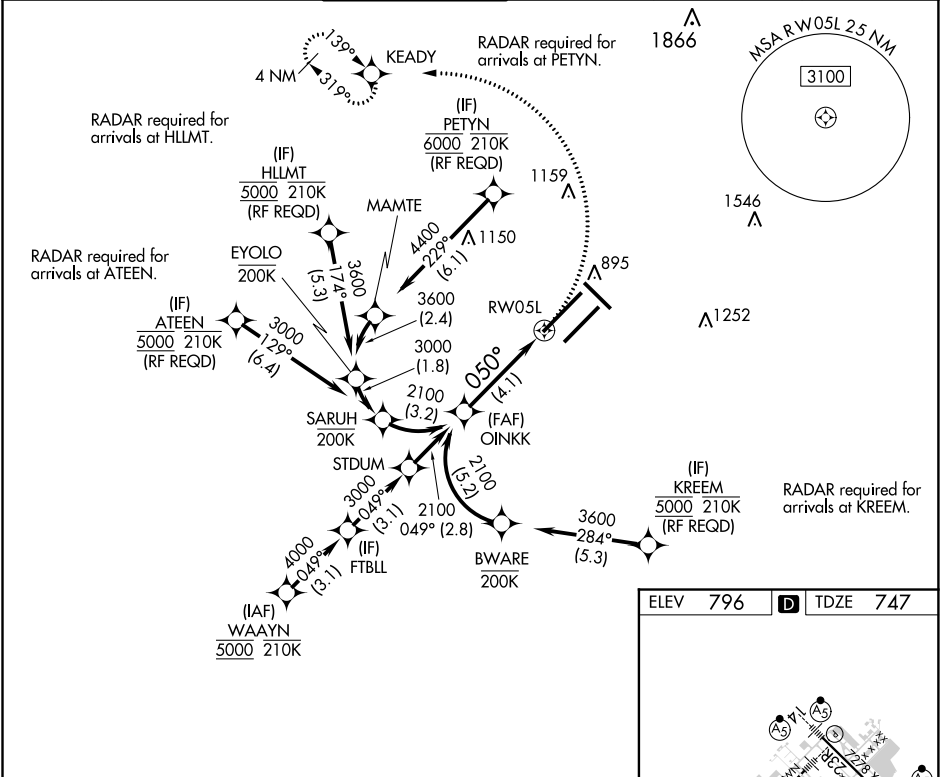 139°
319°
4 NM
KEADY
RADAR required for
arrivals at PETYN.
1866
MSA RW05L 25 NM
3100
RADAR required for
arrivals at HLLMT.
(IF)
PETYN
6000 210K
(RF REQD)
(IF)
HLLMT
5000 210K
(RF REQD)
MAMTE
1159
1150
1546
4400
229°
(6.1)
RADAR required for
arrivals at ATEEN.
EYOLO
200K
3600
174°
(5.3)
895
(IF)
ATEEN
5000 210K
(RF REQD)
3000
129°
(6.4)
3600
(2.4)
3000
(1.8)
RW05L
1252
050°
(4.1)
2100
(3.2)
SARUH
200K
(FAF)
OINKK
STDUM
2100
(5.2)
3000
049°
(3.1)
2100
049° (2.8)
(IF)
KREEM
5000 210K
(RF REQD)
RADAR required for
arrivals at KREEM.
3600
284°
(5.3)
BWARE
200K
(IF)
FTBLL
4000
049°
(3.1)
(IAF)
WAAYN
5000 210K
ELEV 796 D TDZE 747
A5
A5
14
P
23R
7278